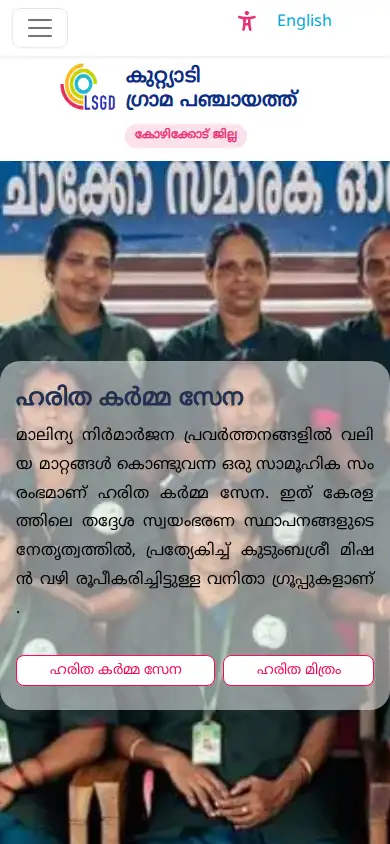 English
കുറ്റ്യാടി
LSGD
ഗ്രാമ പഞ്ചായത്ത്
കോഴിക്കോട് ജില്ല
ചാക്കോ സ്മാരക
ഹരിത കർമ്മ സേന
മാലിന്യ നിർമാർജന പ്രവർത്തനങ്ങളിൽ വലി
യ മാറ്റങ്ങൾ കൊണ്ടുവന്ന ഒരു സാമൂഹിക സം
രംഭമാണ് ഹരിത കർമ്മ സേന. ഇത് കേരള
ത്തിലെ തദ്ദേശ സ്വയംഭരണ സ്ഥാപനങ്ങളുടെ
നേതൃത്വത്തിൽ, പ്രത്യേകിച്ച് കുടുംബശ്രീ മിഷ
ൻ വഴി രൂപീകരിച്ചിട്ടുള്ള വനിതാ ഗ്രൂപ്പുകളാണ്
.
ഹരിത കർമ്മ സേന
ഹരിത മിത്രം